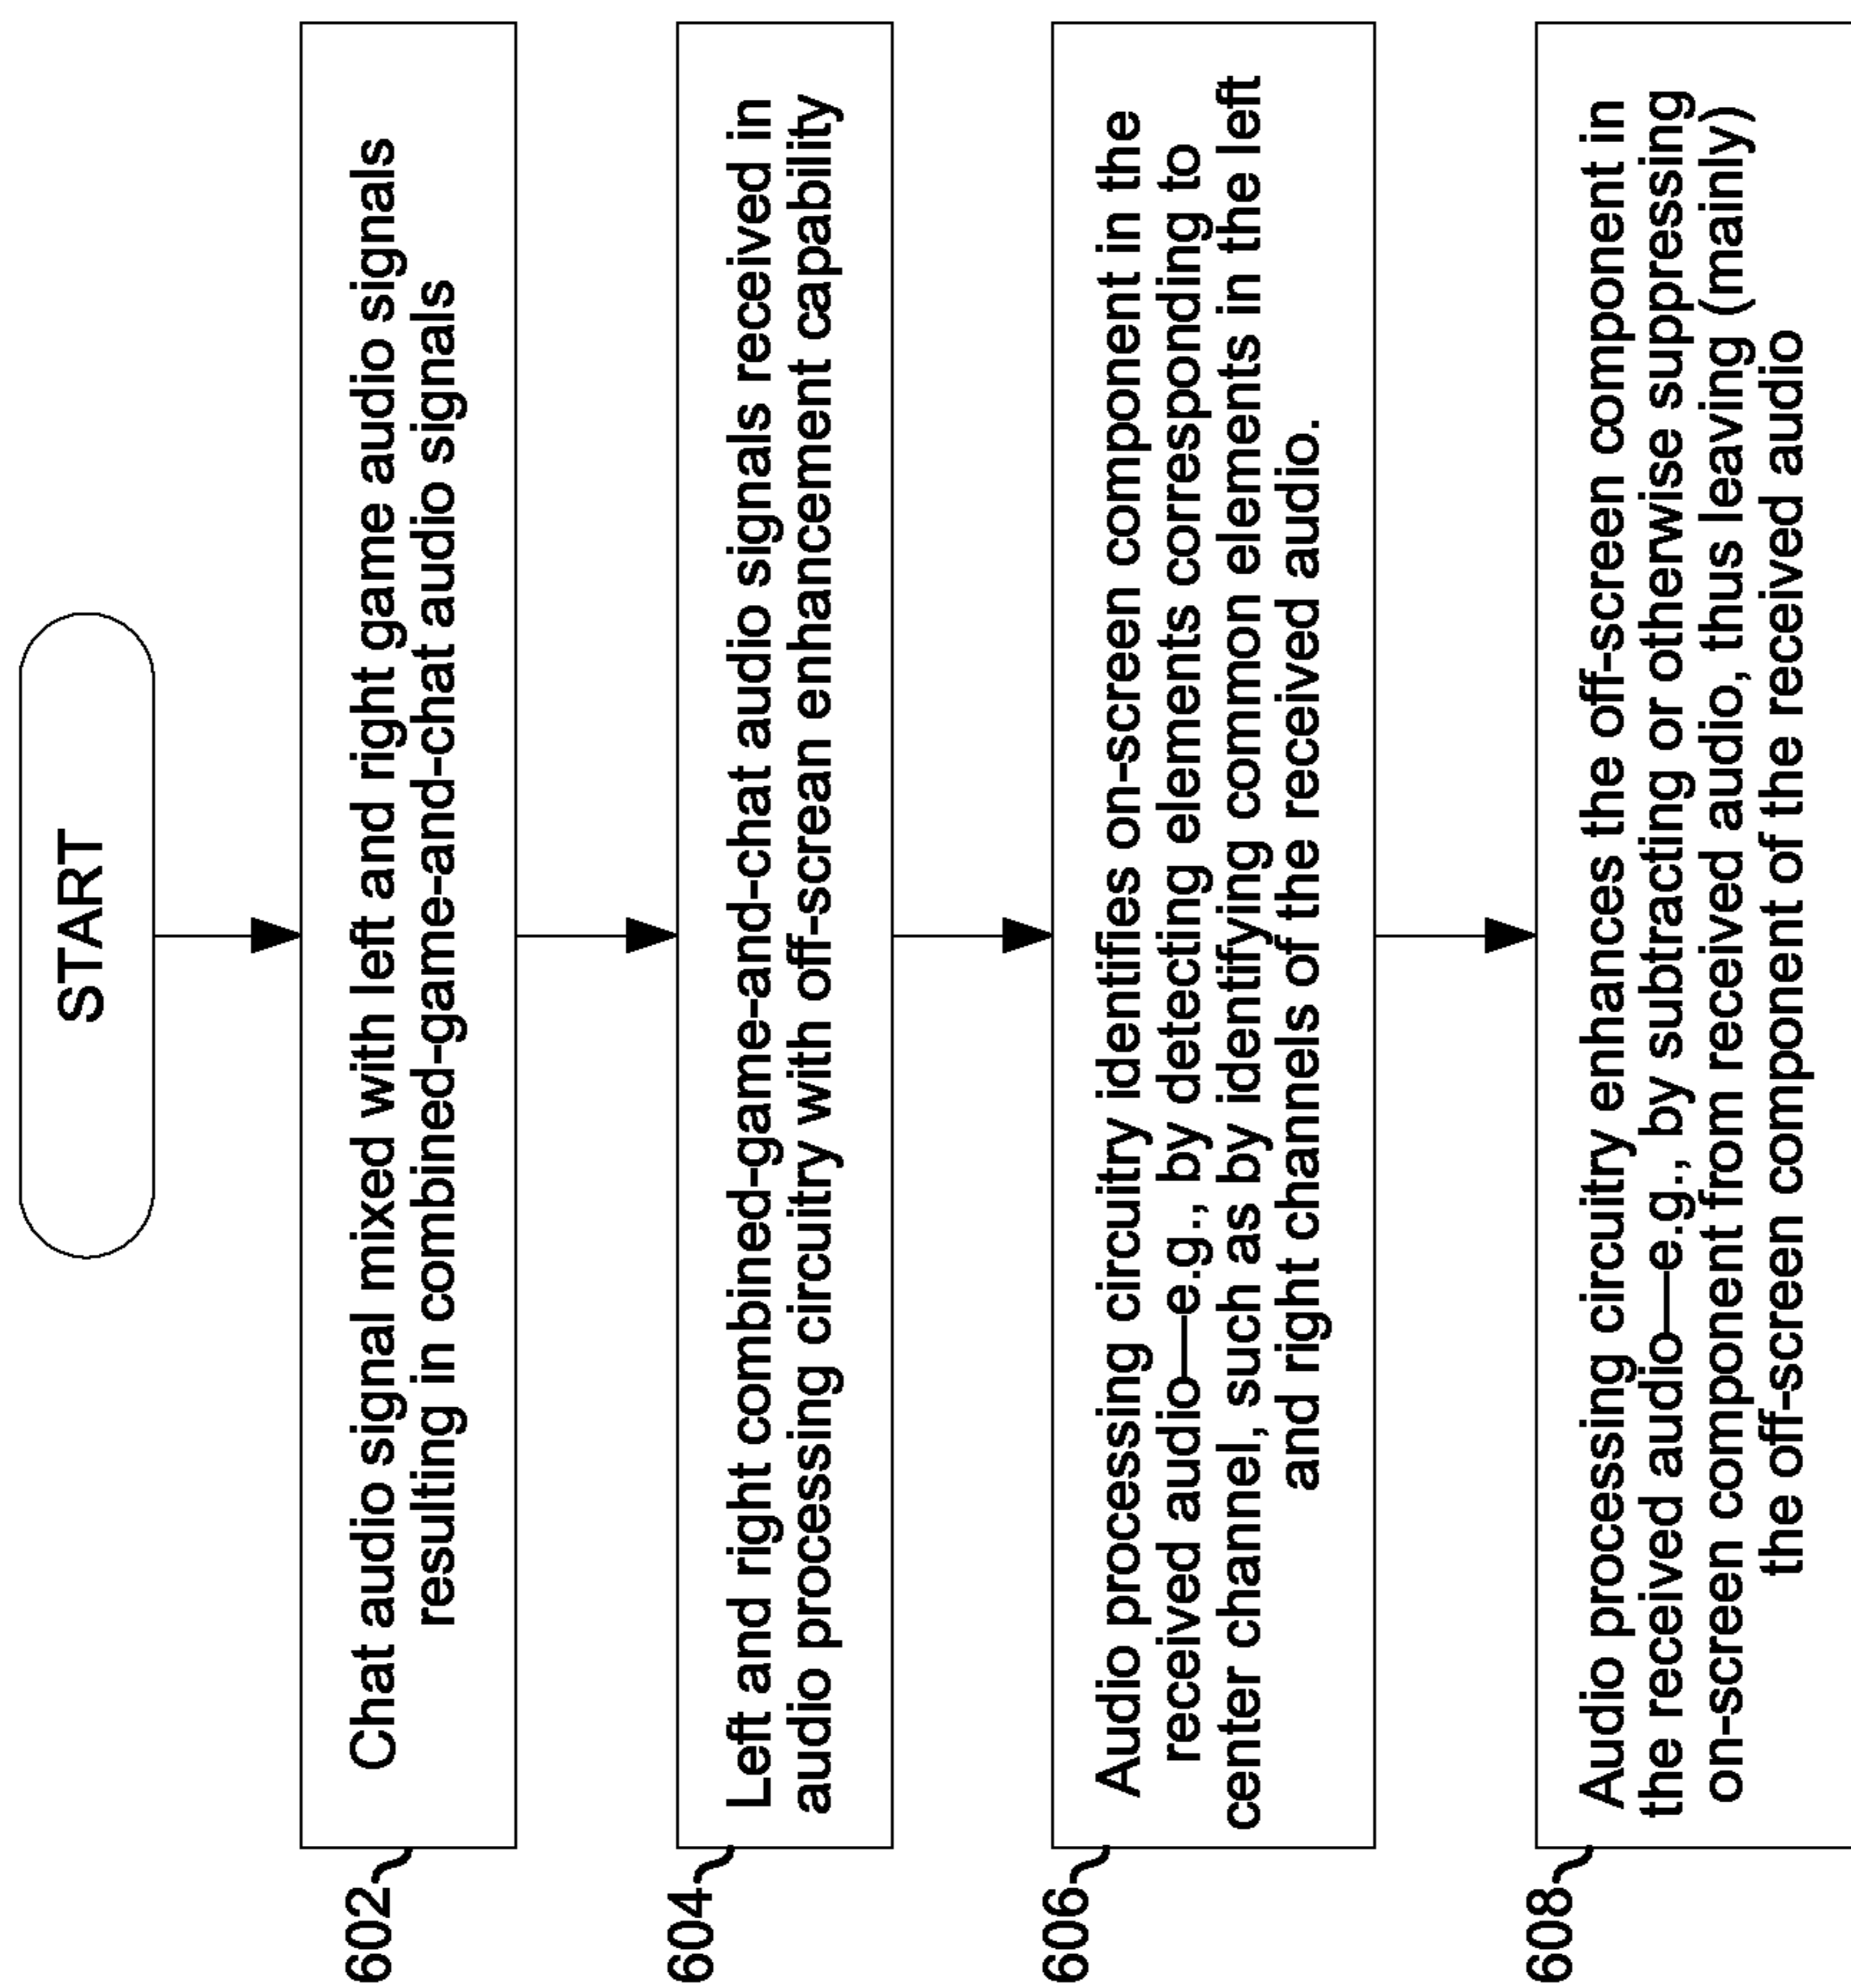 START
602
Chat audio signal mixed with left and right game audio signals
resulting in combined-game-and-chat audio signals
604
Left and right combined-game-and-chat audio signals received in
audio processing circuitry with off-screan enhancement capability
606
Audio processing circuitry identifies on-screen component in the
received audio—e.g., by detecting elements corresponding to
center channel, such as by identifying common elements in the left
and right channels of the received audio.
608
Audio processing circuitry enhances the off-screen component in
the received audio—e.g., by subtracting or otherwise suppressing
on-screen component from received audio, thus leaving (mainly)
the off-screen component of the received audio